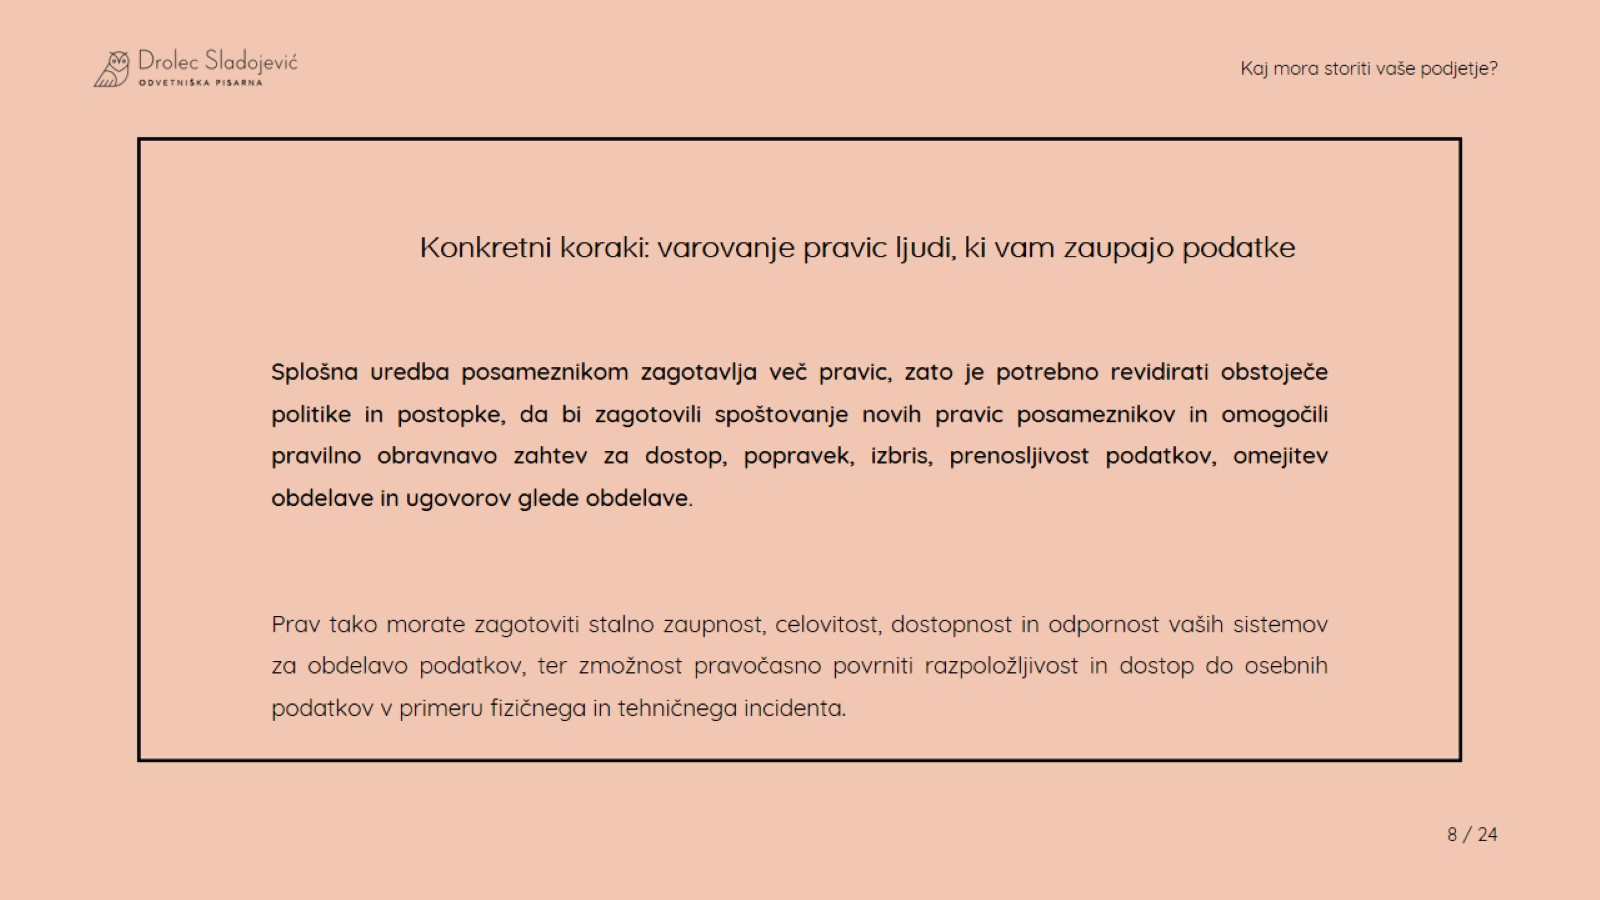 Drolec Sladojević
ODVETNIŠKA PISARNA
Kaj mora storiti vaše podjetje?
Konkretni koraki: varovanje pravic ljudi, ki vam zaupajo podatke
Splošna uredba posameznikom zagotavlja več pravic, zato je potrebno revidirati obstoječe
politike in postopke, da bi zagotovili spoštovanje novih pravic posameznikov in omogočili
pravilno obravnavo zahtev za dostop, popravek, izbris, prenosljivost podatkov, omejitev
obdelave in ugovorov glede obdelave.
Prav tako morate zagotoviti stalno zaupnost, celovitost, dostopnost in odpornost vaših sistemov
za obdelavo podatkov, ter zmožnost pravočasno povrniti razpoložljivost in dostop do osebnih
podatkov v primeru fizičnega in tehničnega incidenta.
8 / 24